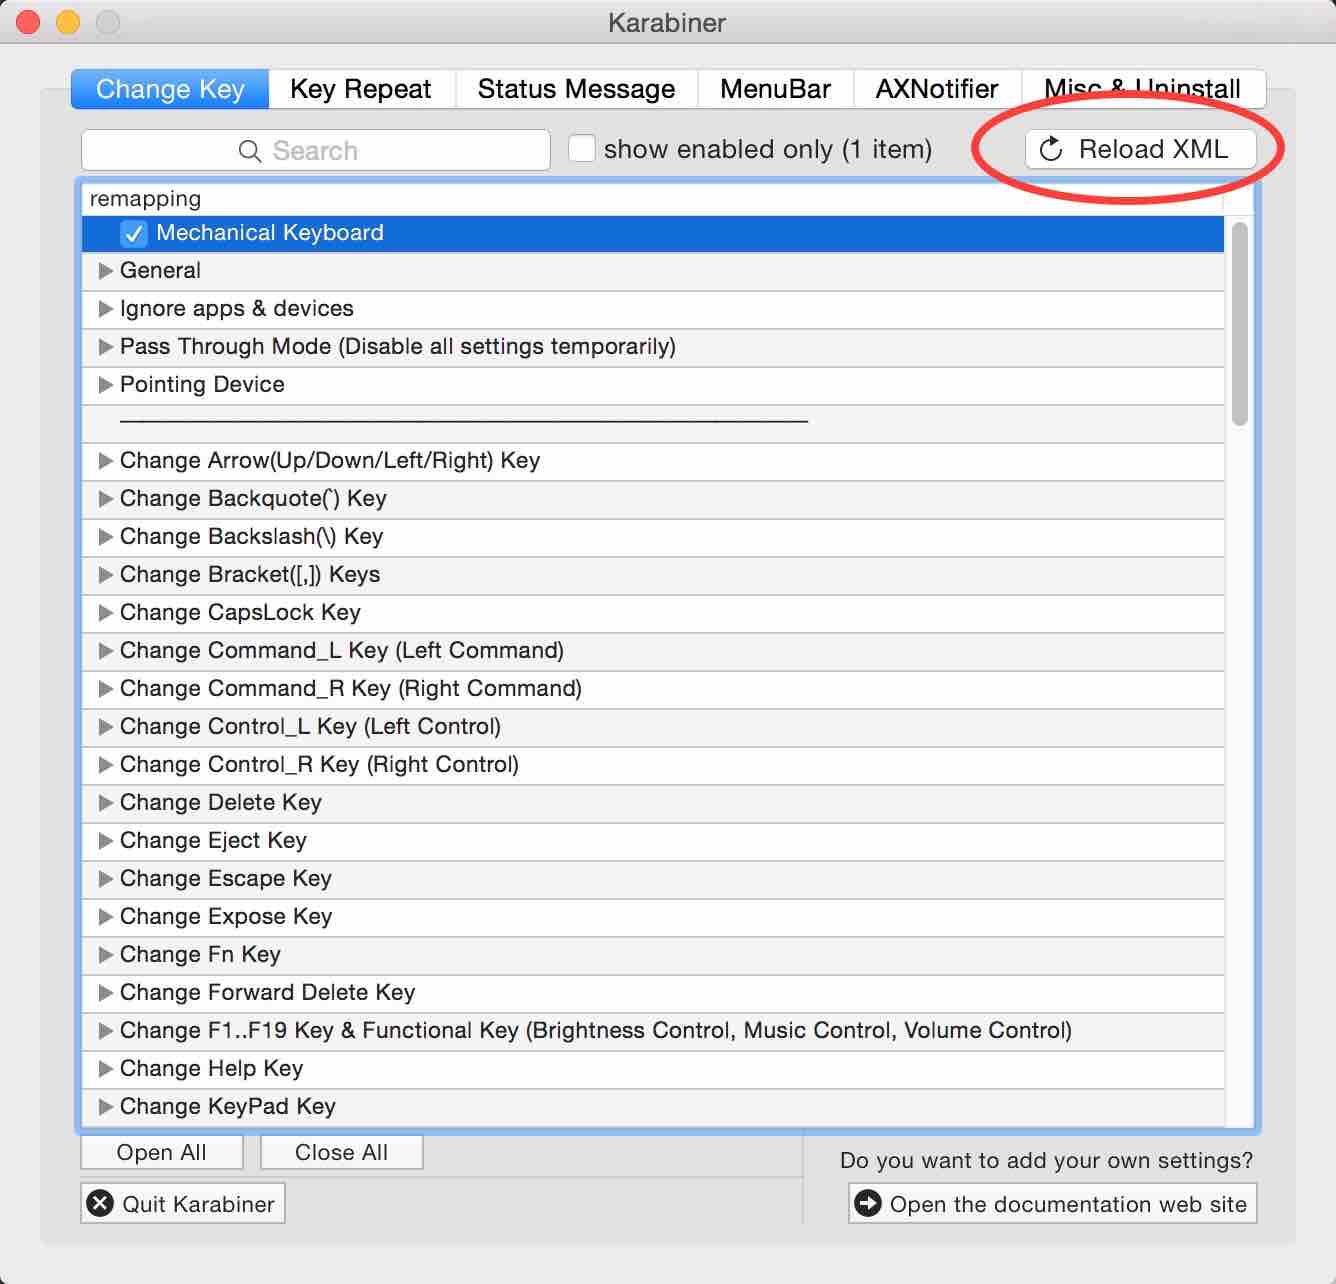 Karabiner
Change Key Key Repeat Status Message MenuBar AXNotifier Misc & Uninstall
Search show enabled only (1 item) Reload XML
remapping
Mechanical Keyboard
General
Ignore apps & devices
Pass Through Mode (Disable all settings temporarily)
Pointing Device
Change Arrow(Up/Down/Left/Right) Key
Change Backquote(`) Key
Change Backslash(\) Key
Change Bracket([,]) Keys
Change CapsLock Key
Change Command_L Key (Left Command)
Change Command_R Key (Right Command)
Change Control_L Key (Left Control)
Change Control_R Key (Right Control)
Change Delete Key
Change Eject Key
Change Escape Key
Change Expose Key
Change Fn Key
Change Forward Delete Key
Change F1..F19 Key & Functional Key (Brightness Control, Music Control, Volume Control)
Change Help Key
Change KeyPad Key
Open All Close All
Do you want to add your own settings?
Quit Karabiner Open the documentation web site